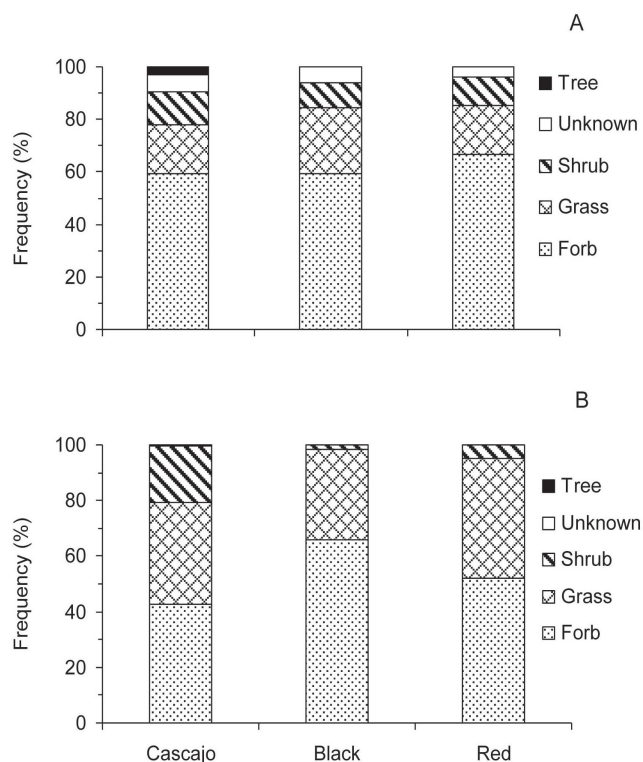 A
Frequency (%)
100
80
60
40
20
0
Tree
Unknown
Shrub
Grass
Forb
B
Frequency (%)
100
80
60
40
20
0
Tree
Unknown
Shrub
Grass
Forb
Cascajo
Black
Red